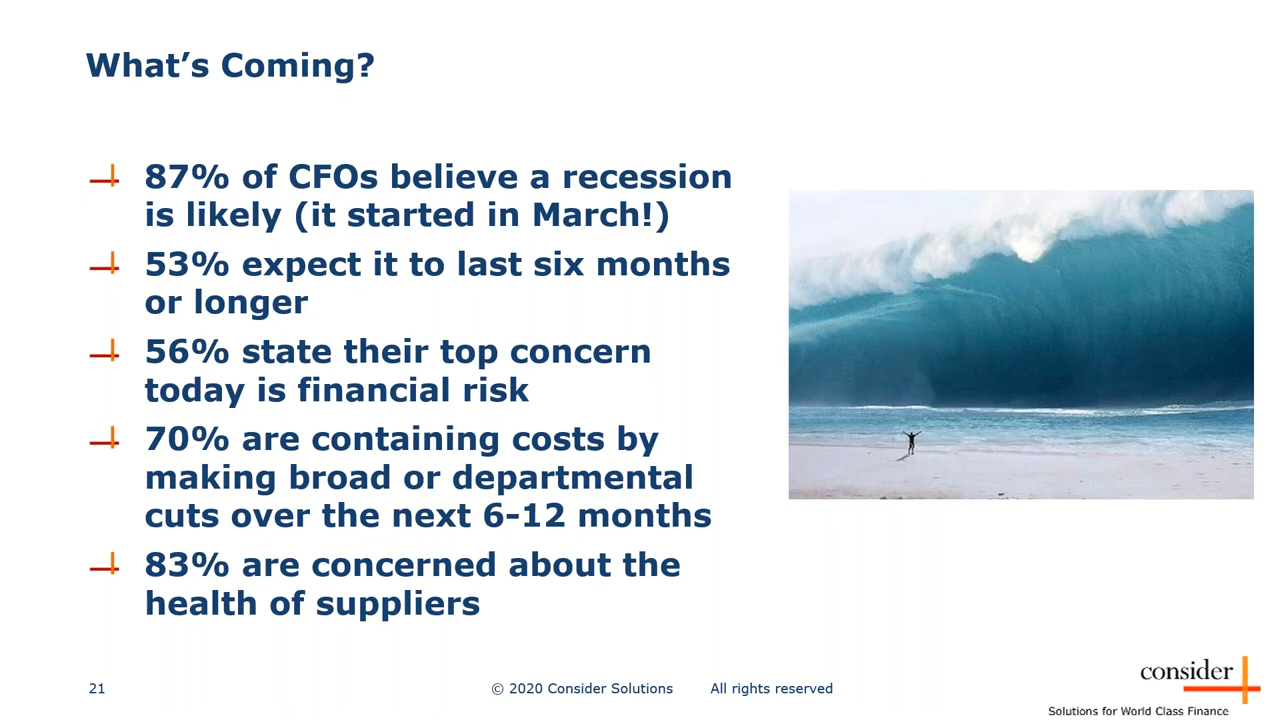 What’s Coming?
87% of CFOs believe a recession
is likely (it started in March!)
53% expect it to last six months
or longer
56% state their top concern
today is financial risk
70% are containing costs by
making broad or departmental
cuts over the next 6-12 months
83% are concerned about the
health of suppliers
21
© 2020 Consider Solutions All rights reserved
consider
Solutions for World Class Finance